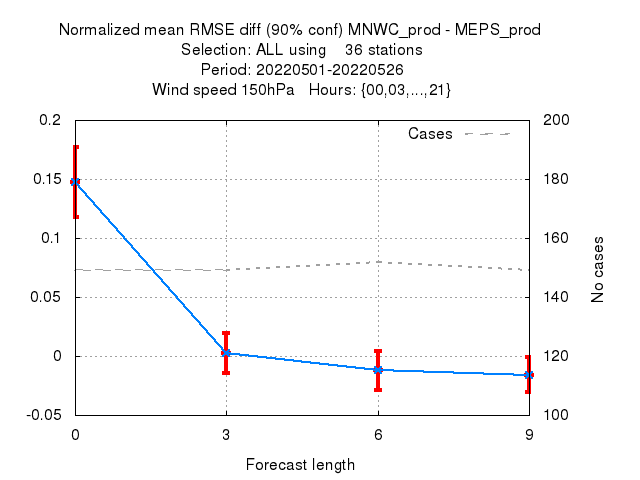 Normalized mean RMSE diff (90% conf) MNWC_prod - MEPS_prod
Selection: ALL using    36 stations
Period: 20220501-20220526
Wind speed 150hPa   Hours: {00,03,...,21}
Cases
0.2
0.15
0.1
0.05
0
-0.05
200
180
160
140
120
100
No cases
0 3 6 9
Forecast length